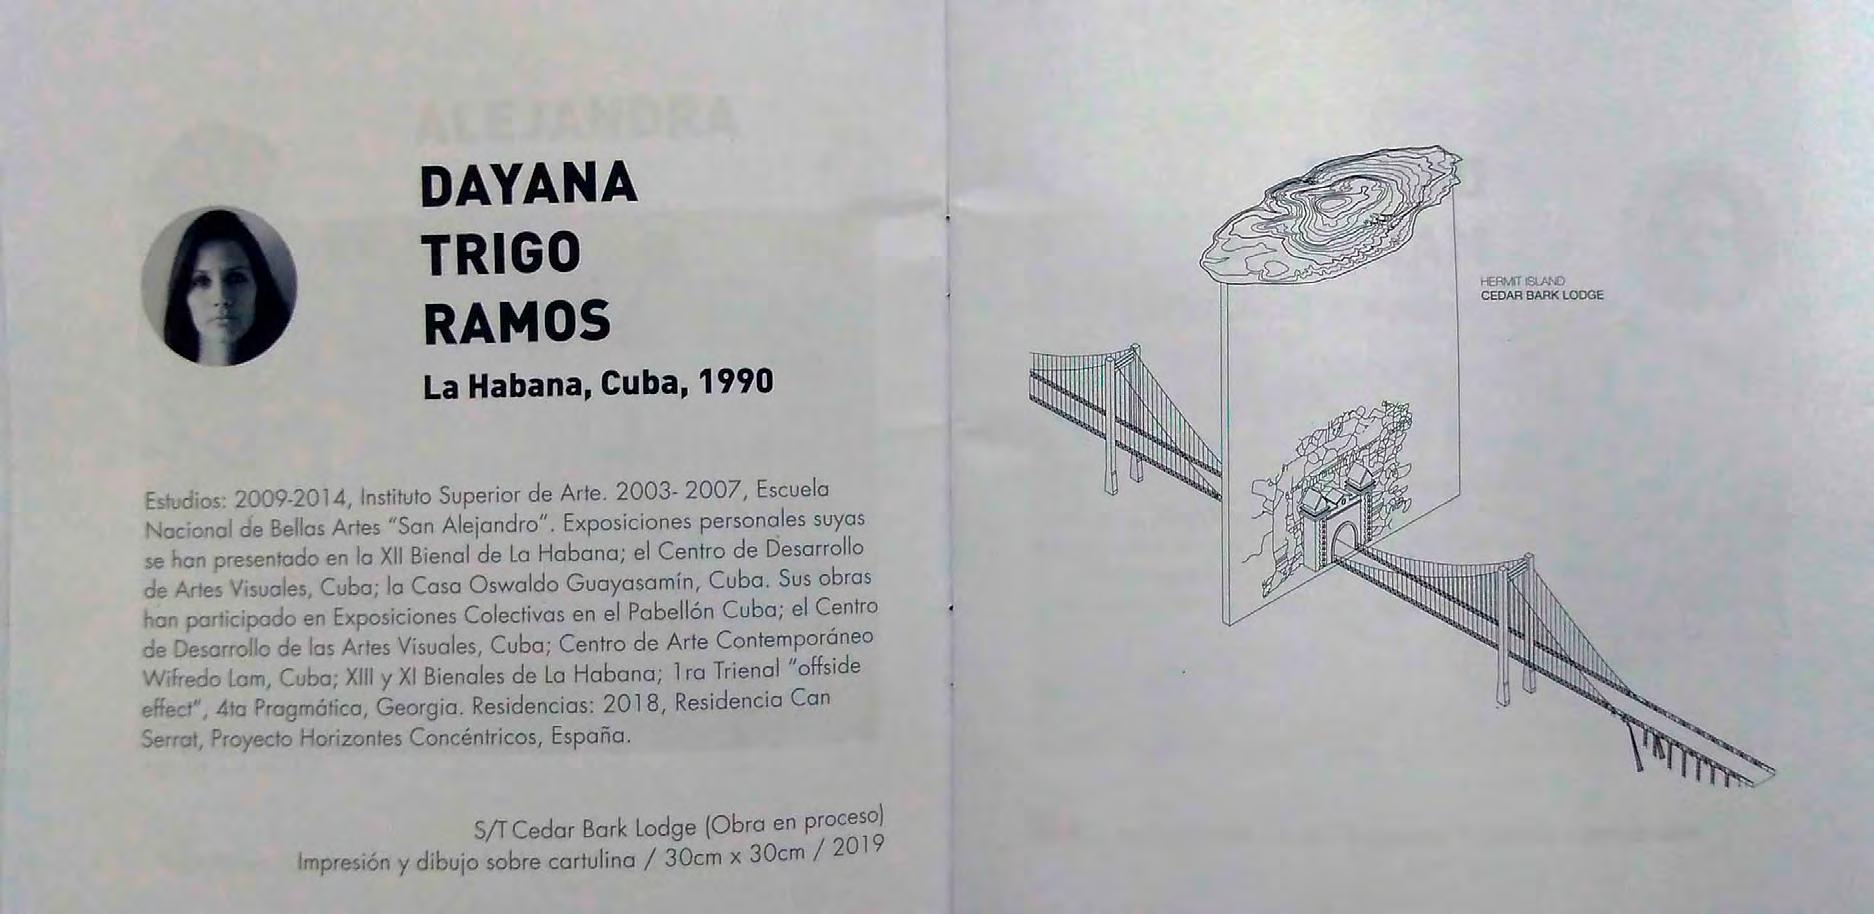 DAYANA
TRIGO
RAMOS
La Habana, Cuba, 1990
Estudios: 2009-2014, Instituto Superior de Arte. 2003- 2007, Escuela
Nacional de Bellas Artes “San Alejandro”. Exposiciones personales suyas
se han presentado en la XII Bienal de La Habana; el Centro de Desarrollo
de Artes Visuales, Cuba; la Casa Oswaldo Guayasamín, Cuba. Sus obras
han participado en Exposiciones Colectivas en el Pabellón Cuba; el Centro
de Desarrollo de las Artes Visuales, Cuba; Centro de Arte Contemporáneo
Wifredo Lam, Cuba; XIII y XI Bienales de La Habana; 1ra Trienal “offside
effect”, 4ta Pragmática, Georgia. Residencias: 2018, Residencia Can
Serrat, Proyecto Horizontes Concéntricos, España.
S/T Cedar Bark Lodge (Obra en proceso)
Impresión y dibujo sobre cartulina / 30cm x 30cm / 2019
HERMIT ISLAND
CEDAR BARK LODGE
ALEJANDRA